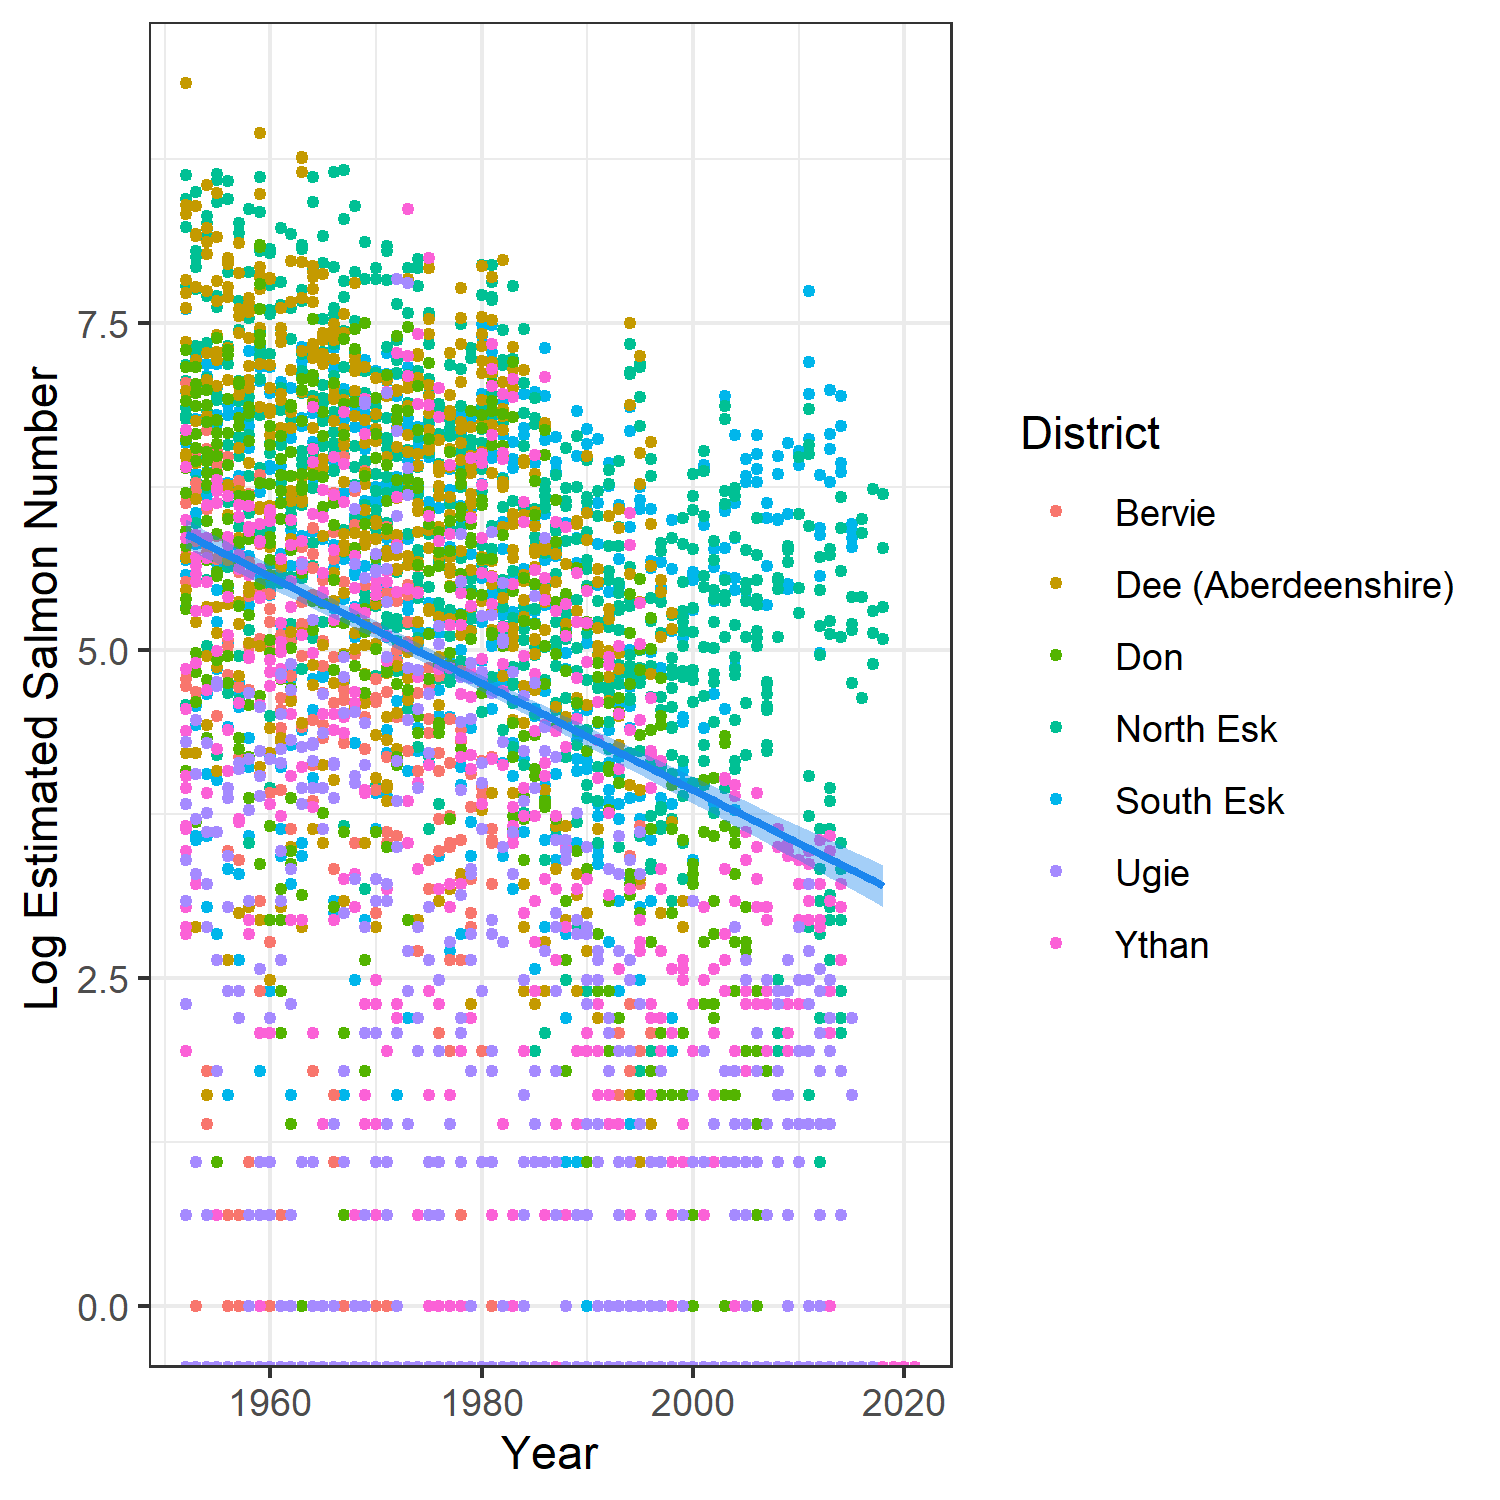 Log Estimated Salmon Number
7.5
5.0
2.5
0.0
1960 1980 2000 2020
Year
District
Bervie
Dee (Aberdeenshire)
Don
North Esk
South Esk
Ugie
Ythan